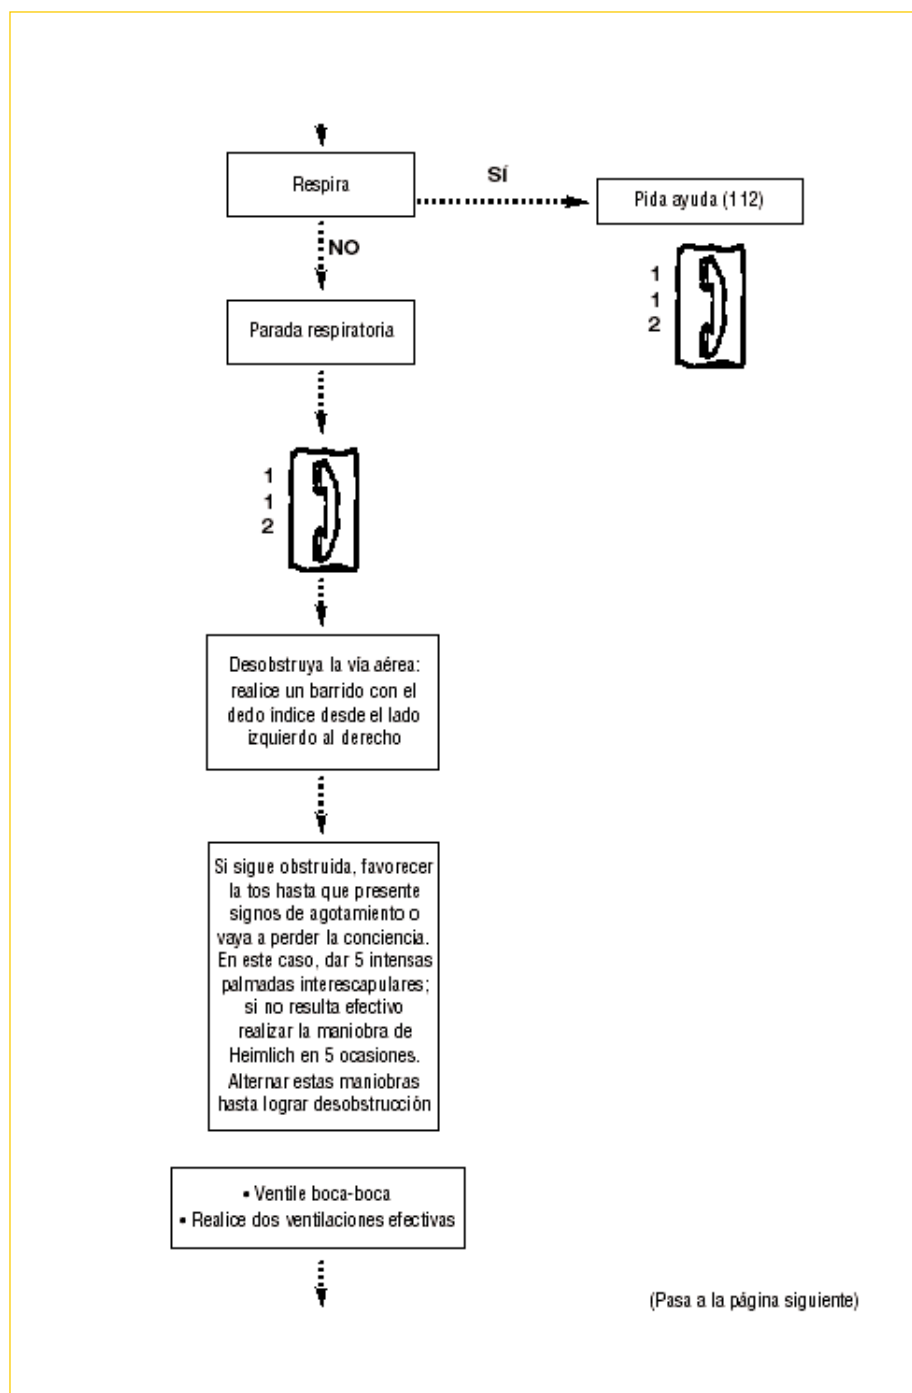 Respira
SÍ
Pida ayuda (112)
1
1
2
NO
Parada respiratoria
1
1
2
Desobstruya la vía aérea:
realice un barrido con el
dedo índice desde el lado
izquierdo al derecho
Si sigue obstruida, favorecer
la tos hasta que presente
signos de agotamiento o
vaya a perder la conciencia.
En este caso, dar 5 intensas
palmadas interescapulares;
si no resulta efectivo
realizar la maniobra de
Heimlich en 5 ocasiones.
Alternar estas maniobras
hasta lograr desobstrucción
▪ Ventile boca-boca
▪ Realice dos ventilaciones efectivas
(Pasa a la página siguiente)